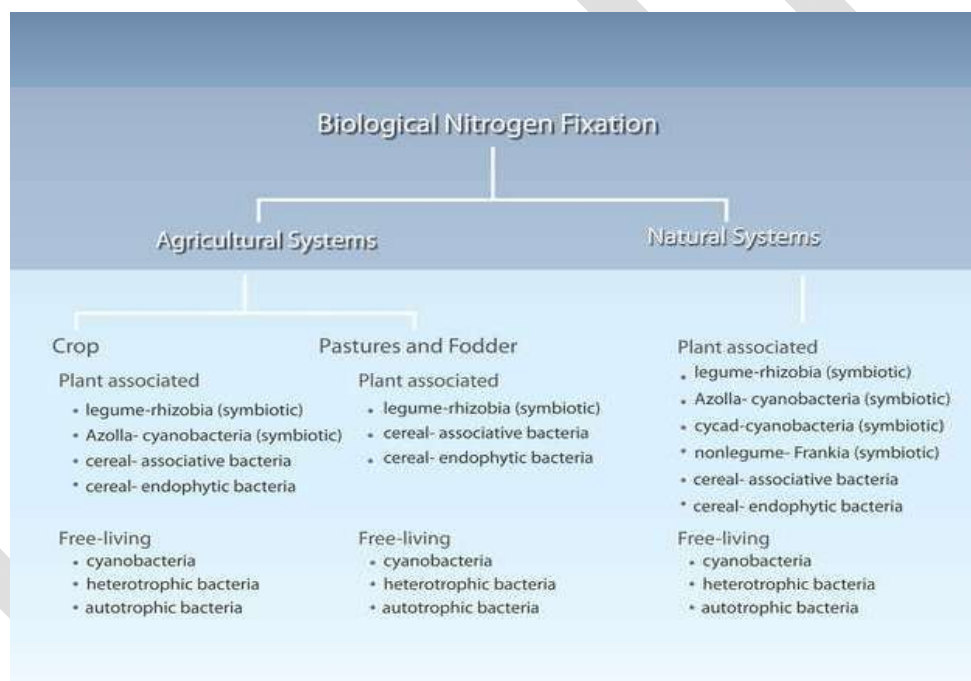 Biological Nitrogen Fixation
Agricultural Systems
Natural Systems
Crop
Plant associated
• legume-rhizobia (symbiotic)
• Azolla- cyanobacteria (symbiotic)
• cereal- associative bacteria
• cereal- endophytic bacteria
Free-living
• cyanobacteria
• heterotrophic bacteria
• autotrophic bacteria
Pastures and Fodder
Plant associated
• legume-rhizobia (symbiotic)
• cereal- associative bacteria
• cereal- endophytic bacteria
Free-living
• cyanobacteria
• heterotrophic bacteria
• autotrophic bacteria
Plant associated
• legume-rhizobia (symbiotic)
• Azolla- cyanobacteria (symbiotic)
• cycad-cyanobacteria (symbiotic)
• nonlegume- Frankia (symbiotic)
• cereal- associative bacteria
• cereal- endophytic bacteria
Free-living
• cyanobacteria
• heterotrophic bacteria
• autotrophic bacteria